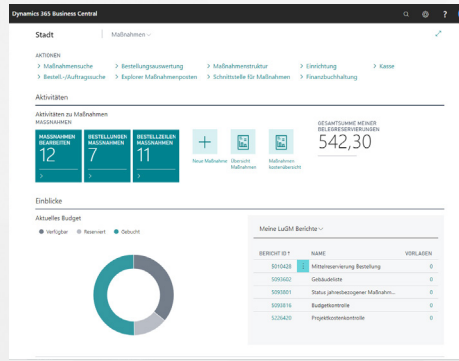 Dynamics 365 Business Central
?
Stadt
Maßnahmen
AKTIONEN
> Maßnahmensuche
> Bestellungsauswertung
> Maßnahmenstruktur
> Einrichtung
> Kasse
> Bestell.-/Auftragssuche
> Explorer Maßnahmenposten
> Schnittstelle für Maßnahmen
> Finanzbuchhaltung
Aktivitäten
Aktivitäten zu Maßnahmen
MASSNAHMEN
MASSNAHMEN BEARBEITEN
12
>
BESTELLUNGEN MASSNAHMEN
7
>
BESTELLZEILEN MASSNAHMEN
11
>
Neue Maßnahme
Übersicht Maßnahmen
Maßnahmen-
kostenübersicht
GESAMTSUMME MEINER
BELEGRESERVIERUNGEN
542,30
>
Einblicke
Aktuelles Budget
Verfügbar
Reserviert
Gebucht
Meine LuGM Berichte
BERICHT ID ↑ NAME VORLAGEN
5010428 Mittelreservierung Bestellung 0
5093602 Gebäudeliste 0
5093801 Status jahresbezogener Maßnahm... 0
5093816 Budgetkontrolle 0
5226420 Projektkostenkontrolle 0